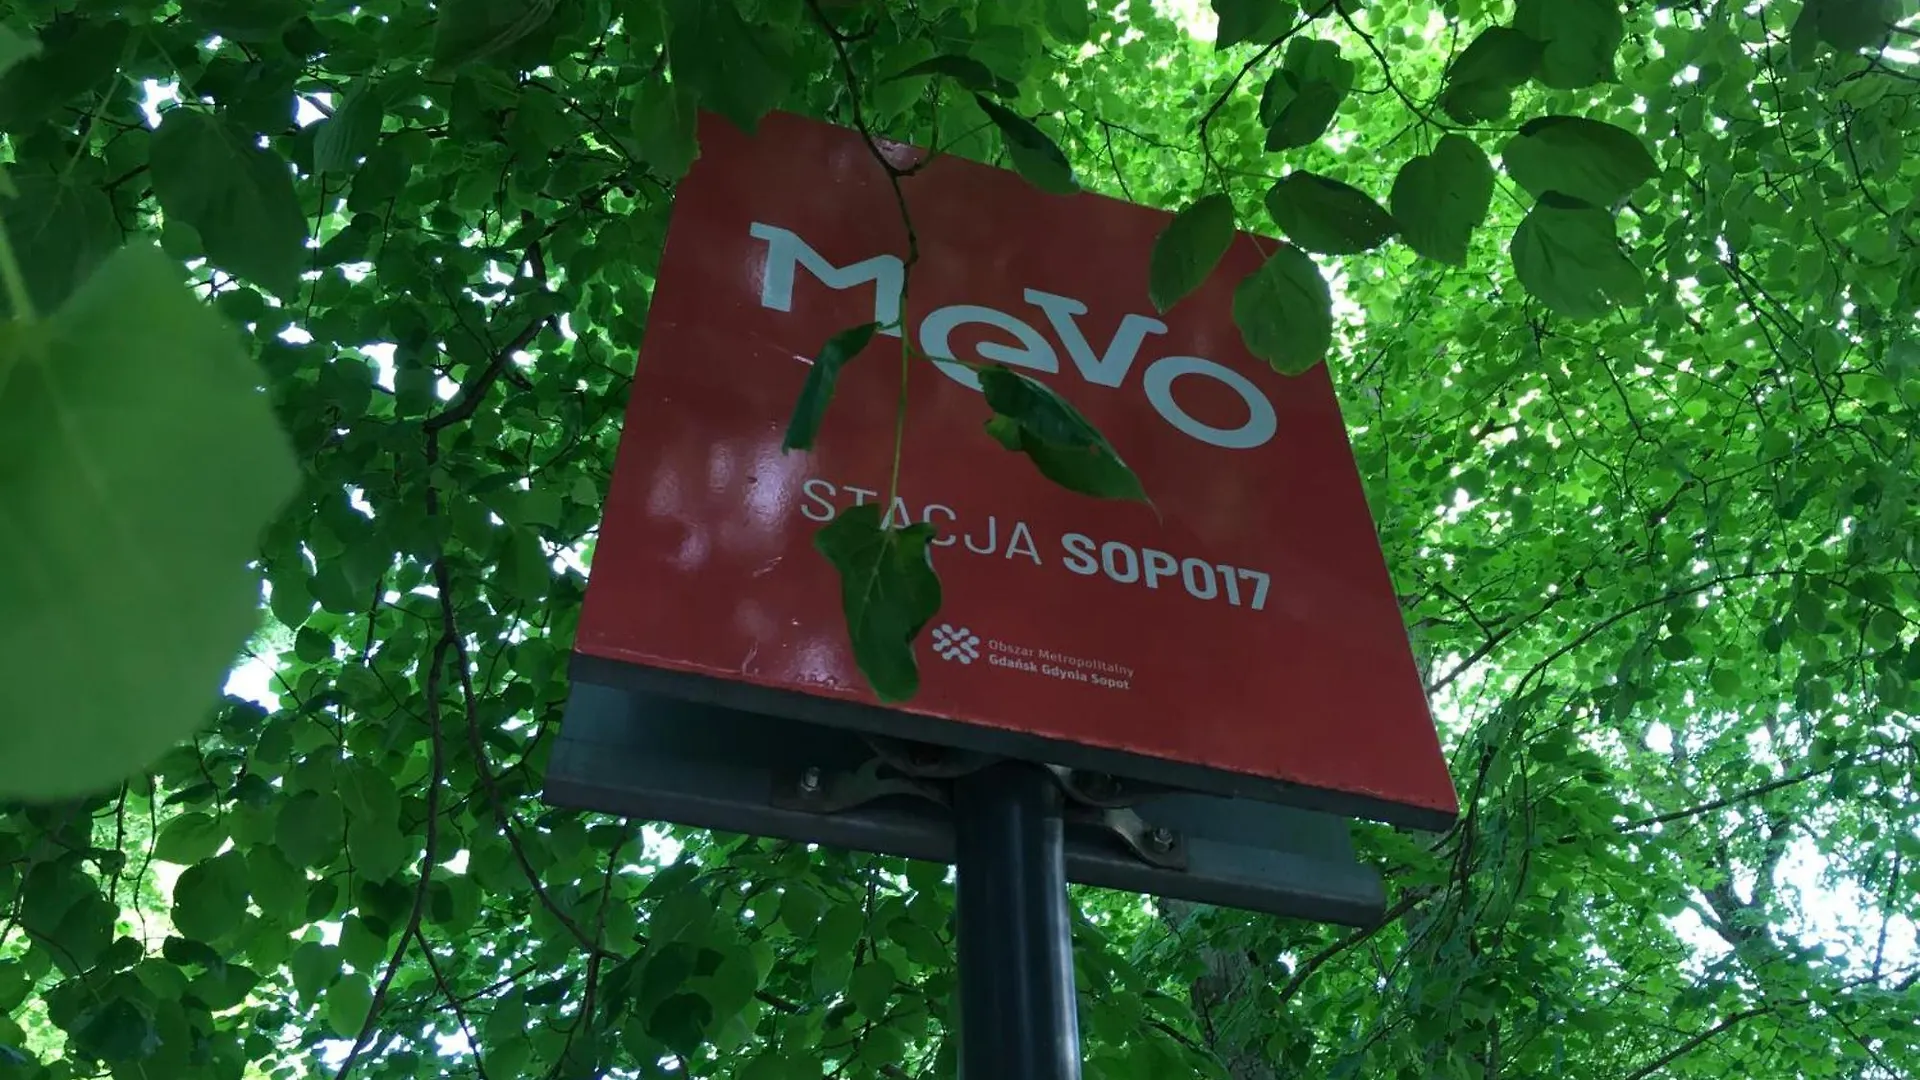 MEVO
STACJA SOP017
Obszar Metropolitalny
Gdańsk Gdynia Sopot